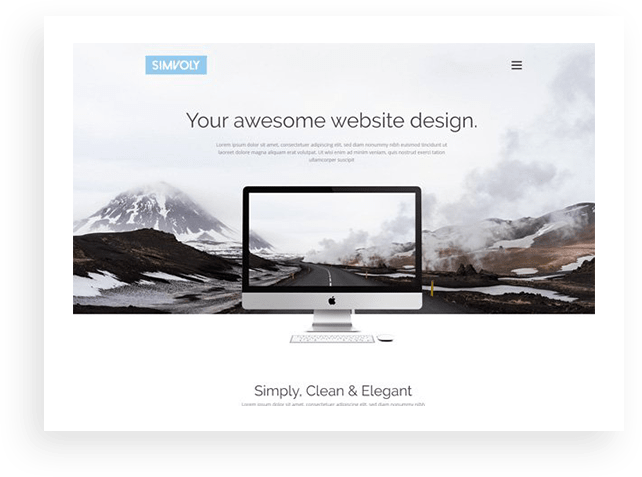 SIMVOLY
Your awesome website design.
Lorem ipsum dolor sit amet, consectetuer adipiscing elit, sed diam nonummy nibh euismod tincidunt ut
laoreet dolore magna aliquam erat volutpat. Ut wisi enim ad minim veniam, quis nostrud exerci tation
ullamcorper suscipit
Simply, Clean & Elegant
Lorem ipsum dolor sit amet, consectetuer adipiscing elit, sed diam nonummy nibh